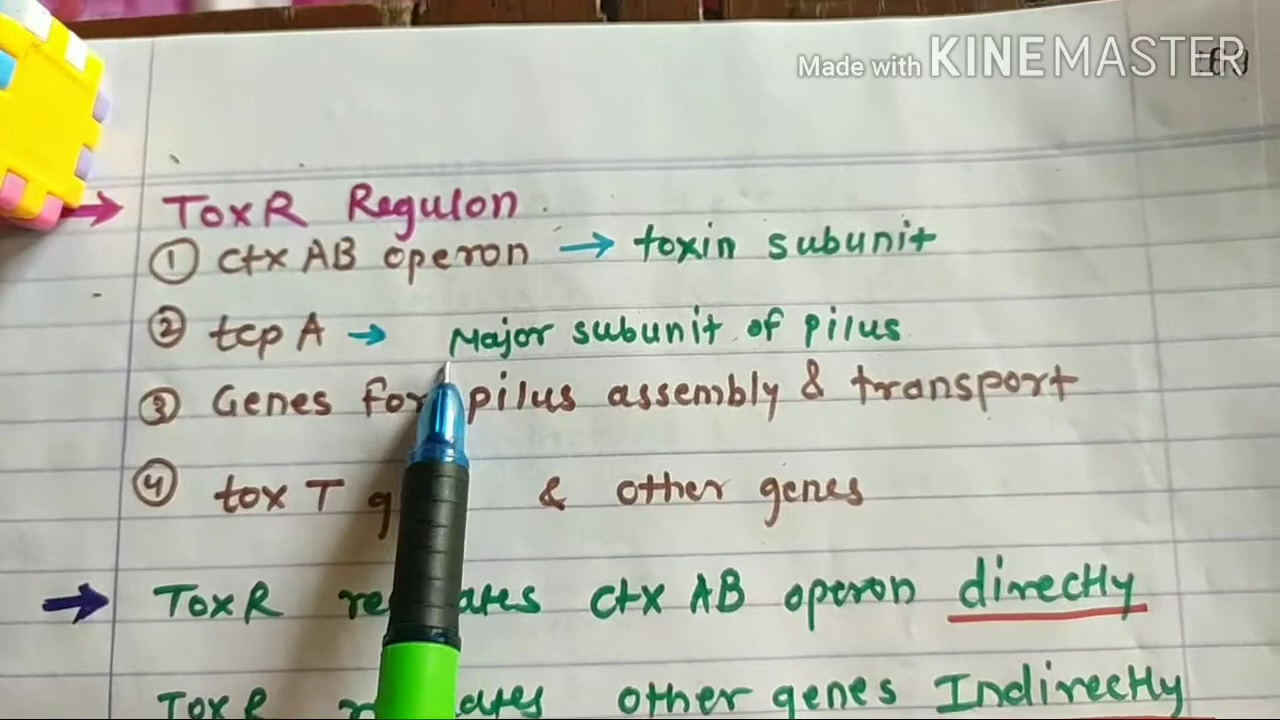 Made with KINEMASTER
ToxR Regulon
① ctx AB operon → toxin subunit
② tcp A → Major subunit of pilus
③ Genes for pilus assembly & transport
④ tox T & other genes
ToxR ctx AB operon directly
ToxR other genes Indirectly